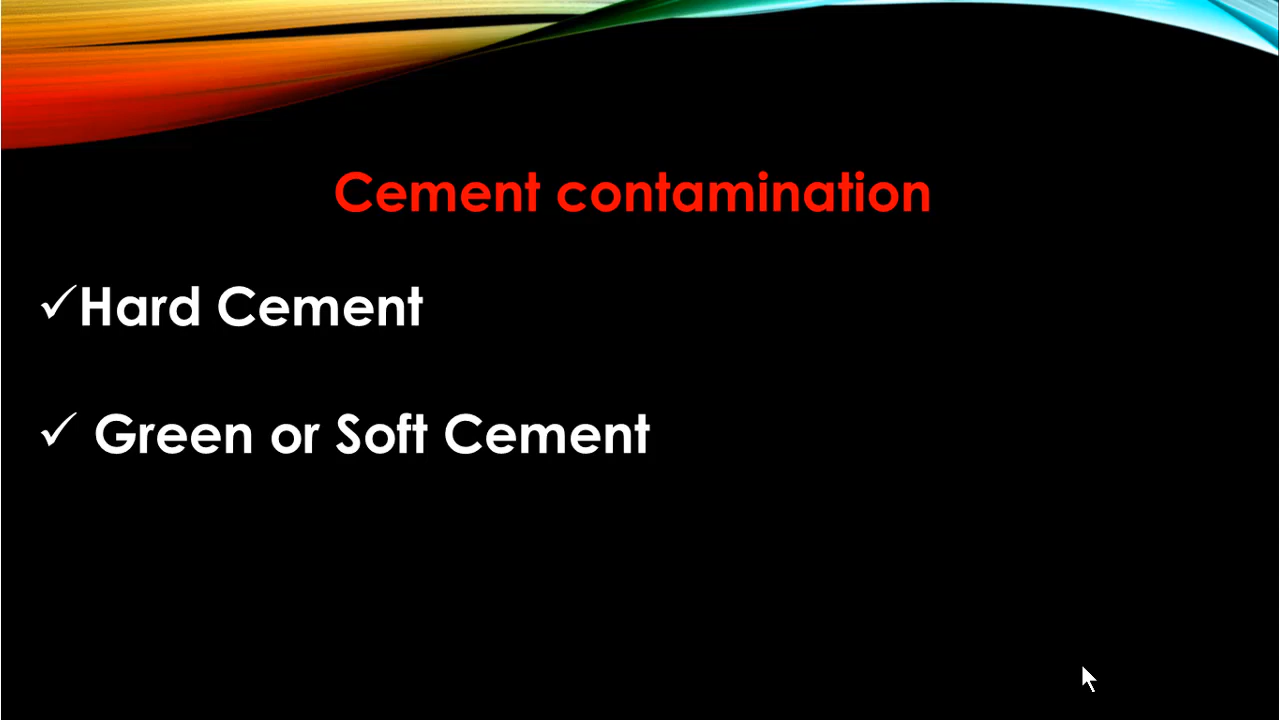 Cement contamination
✓Hard Cement
✓ Green or Soft Cement